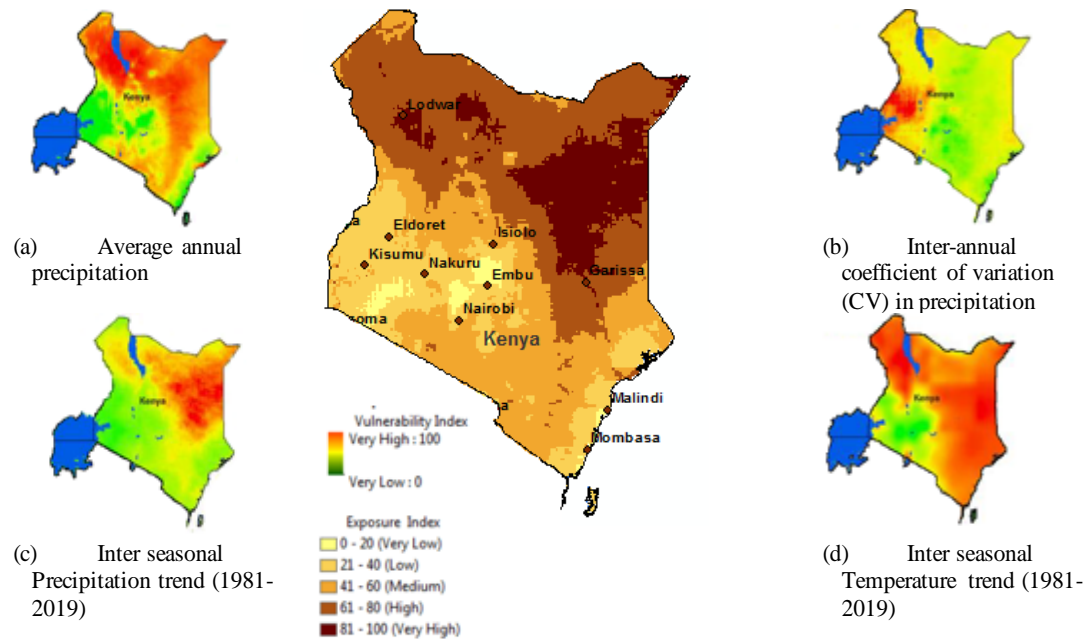 Kenya
(a) Average annual
precipitation
Kenya
(b) Inter-annual
coefficient of variation
(CV) in precipitation
Lodwar
Eldoret
Isiolo
Kisumu
Nakuru
Embu
Garissa
Nairobi
oma
Kenya
a
Malindi
Mombasa
Vulnerability Index
Very High : 100
Very Low : 0
Exposure Index
0 - 20 (Very Low)
21 - 40 (Low)
41 - 60 (Medium)
61 - 80 (High)
81 - 100 (Very High)
Kenya
(c) Inter seasonal
Precipitation trend (1981-
2019)
Kenya
(d) Inter seasonal
Temperature trend (1981-
2019)